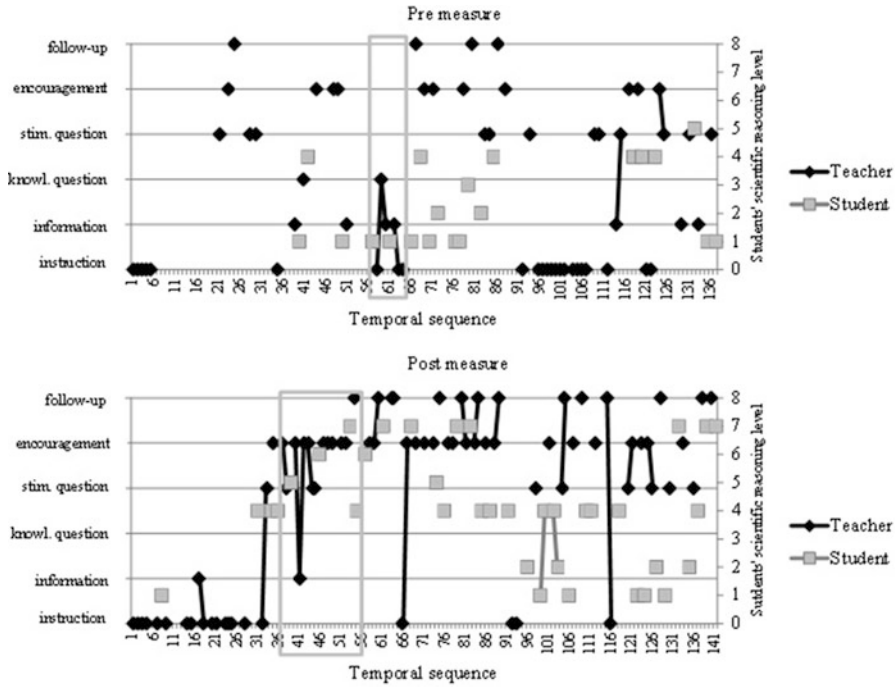 Pre measure
follow-up
encouragement
stim. question
knowl. question
information
instruction
8
7
6
5
4
3
2
1
0
Students' scientific reasoning level
1 6 11 16 21 26 31 36 41 46 51 56 61 66 71 76 81 86 91 96 101 106 111 116 121 126 131 136
Temporal sequence
Teacher
Student
Post measure
follow-up
encouragement
stim. question
knowl. question
information
instruction
8
7
6
5
4
3
2
1
0
Sutdents' scientific reasoning level
1 6 11 16 21 26 31 36 41 46 51 56 61 66 71 76 81 86 91 96 101 106 111 116 121 126 131 136 141
Temporal sequence
Teacher
Student